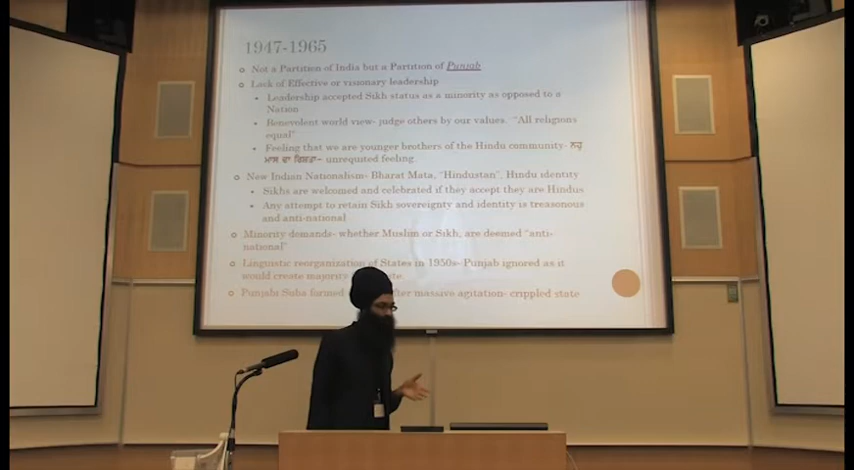 1947-1965
Not a Partition of India but a Partition of Punjab
Lack of Effective or visionary leadership
Leadership accepted Sikh status as a minority as opposed to a
Nation
Benevolent world view- judge others by our values. "All religions
equal"
Feeling that we are younger brothers of the Hindu community- ਨਹੁ
ਮਾਸ ਦਾ ਰਿਸ਼ਤਾ- unrequited feeling.
New Indian Nationalism- Bharat Mata, "Hindustan", Hindu identity
Sikhs are welcomed and celebrated if they accept they are Hindus
Any attempt to retain Sikh sovereignty and identity is treasonous
and anti-national
Minority demands- whether Muslim or Sikh, are deemed "anti-
national"
Linguistic reorganization of States in 1950s- Punjab ignored as it
would create majority
Punjabi Suba formed after massive agitation- crippled state